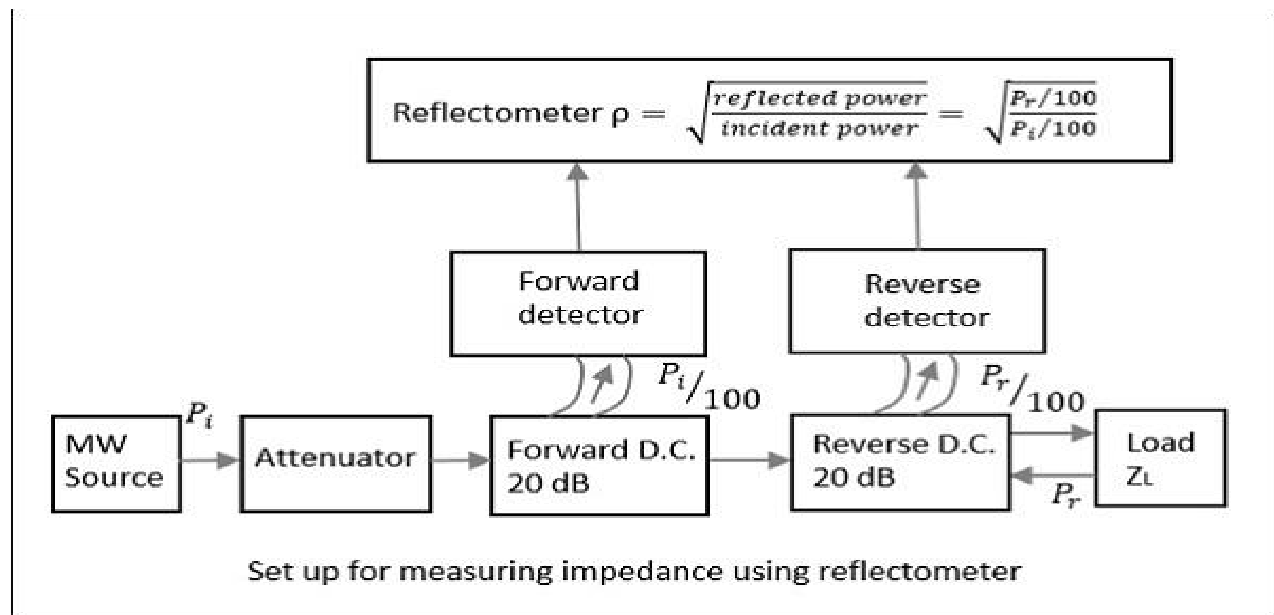 Reflectometer ρ = √(reflected power / incident power) = √((Pᵣ/100) / (Pᵢ/100))
Forward
detector
Reverse
detector
Pᵢ/100
Pᵣ/100
Pᵢ
MW
Source
Attenuator
Forward D.C.
20 dB
Reverse D.C.
20 dB
Load
ZL
Pᵣ
Set up for measuring impedance using reflectometer